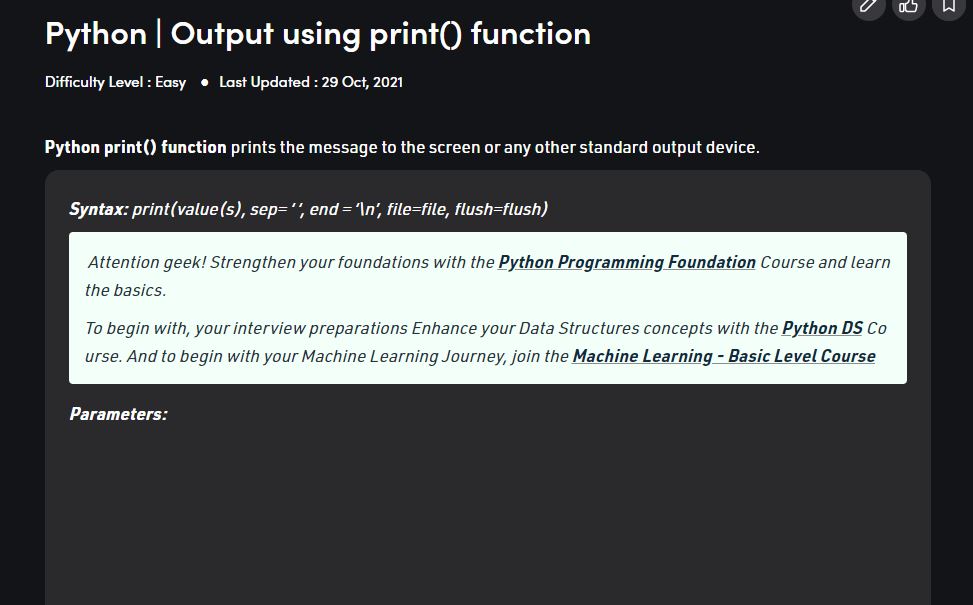 Python | Output using print() function
Difficulty Level : Easy ● Last Updated : 29 Oct, 2021
Python print() function prints the message to the screen or any other standard output device.
Syntax: print(value(s), sep= ‘ ‘, end = ‘\n’, file=file, flush=flush)
Attention geek! Strengthen your foundations with the Python Programming Foundation Course and learn
the basics.
To begin with, your interview preparations Enhance your Data Structures concepts with the Python DS Co
urse. And to begin with your Machine Learning Journey, join the Machine Learning - Basic Level Course
Parameters: